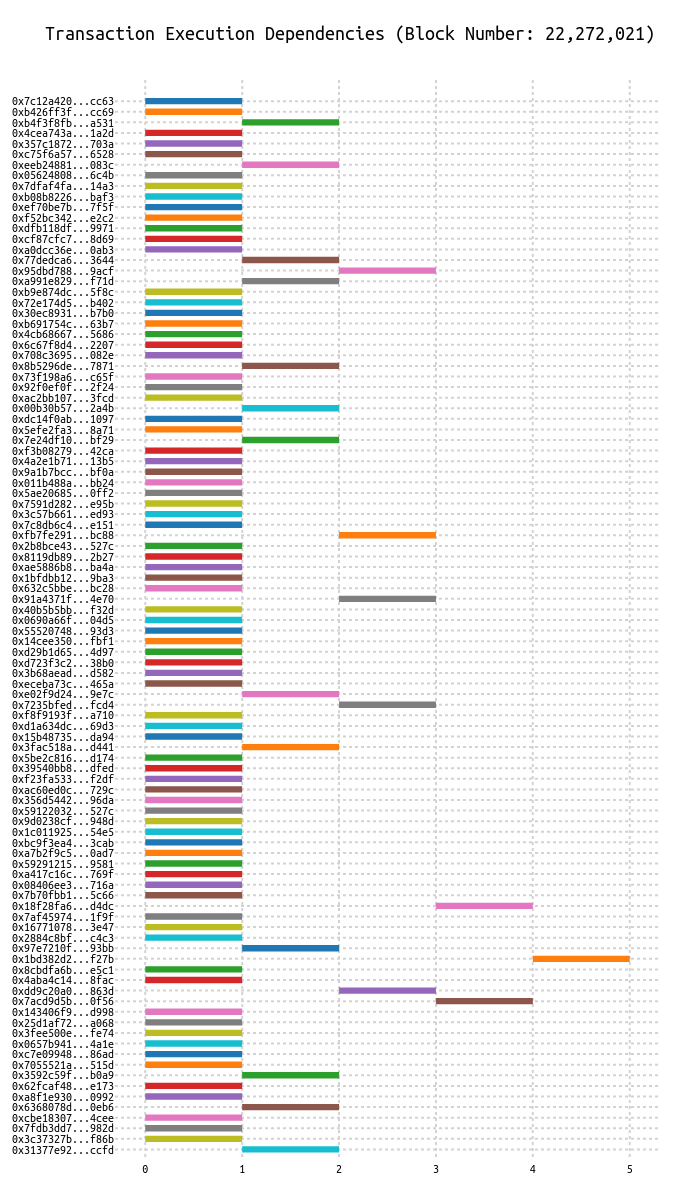 Transaction Execution Dependencies (Block Number: 22,272,021)
0x7c12a420...cc63
0xb426ff3f...cc69
0xb4f3f8fb...a531
0x4cea743a...1a2d
0x357c1872...703a
0xc75f6a57...6528
0xeeb24881...083c
0x05624808...6c4b
0x7dfaf4fa...14a3
0xb08b8226...baf3
0xef70be7b...7f5f
0xf52bc342...e2c2
0xdfb118df...9971
0xcf87cfc7...8d69
0xa0dcc36e...0ab3
0x77dedca6...3644
0x95dbd788...9acf
0xa991e829...f71d
0xb9e874dc...5f8c
0x72e174d5...b402
0x30ec8931...b7b0
0xb691754c...63b7
0x4cb68667...5686
0x6c67f8d4...2207
0x708c3695...082e
0x8b5296de...7871
0x73f198a6...c65f
0x92f0ef0f...2f24
0xac2bb107...3fcd
0x00b30b57...2a4b
0xdc14f0ab...1097
0x5efe2fa3...8a71
0x7e24df10...bf29
0xf3b08279...42ca
0x4a2e1b71...13b5
0x9a1b7bcc...bf0a
0x011b488a...bb24
0x5ae20685...0ff2
0x7591d282...e95b
0x3c57b661...ed93
0x7c8db6c4...e151
0xfb7fe291...bc88
0x2b8bce43...527c
0x8119db89...2b27
0xae5886b8...ba4a
0x1bfdbb12...9ba3
0x632c5bbe...bc28
0x91a4371f...4e70
0x40b5b5bb...f32d
0x0690a66f...04d5
0x55520748...93d3
0x14cee350...fbf1
0xd29b1d65...4d97
0xd723f3c2...38b0
0x3b68aead...d582
0xeceba73c...465a
0xe02f9d24...9e7c
0x7235bfed...fcd4
0xf8f9193f...a710
0xd1a634dc...69d3
0x15b48735...da94
0x3fac518a...d441
0x5be2c816...d174
0x39540bb8...dfed
0xf23fa533...f2df
0xac60ed0c...729c
0x356d5442...96da
0x59122032...527c
0x9d0238cf...948d
0x1c011925...54e5
0xbc9f3ea4...3cab
0xa7b2f9c5...0ad7
0x59291215...9581
0xa417c16c...769f
0x08406ee3...716a
0x7b70fbb1...5c66
0x18f28fa6...d4dc
0x7af45974...1f9f
0x16771078...3e47
0x2884c8bf...c4c3
0x97e7210f...93bb
0x1bd382d2...f27b
0x8cbdfa6b...e5c1
0x4aba4c14...8fac
0xdd9c20a0...863d
0x7acd9d5b...0f56
0x143406f9...d998
0x25d1af72...a068
0x3fee500e...fe74
0x0657b941...4a1e
0xc7e09948...86ad
0x7055521a...515d
0x3592c59f...b0a9
0x62fcaf48...e173
0xa8f1e930...0992
0x6368078d...0eb6
0xcbe18307...4cee
0x7fdb3dd7...982d
0x3c37327b...f86b
0x31377e92...ccfd
0 1 2 3 4 5